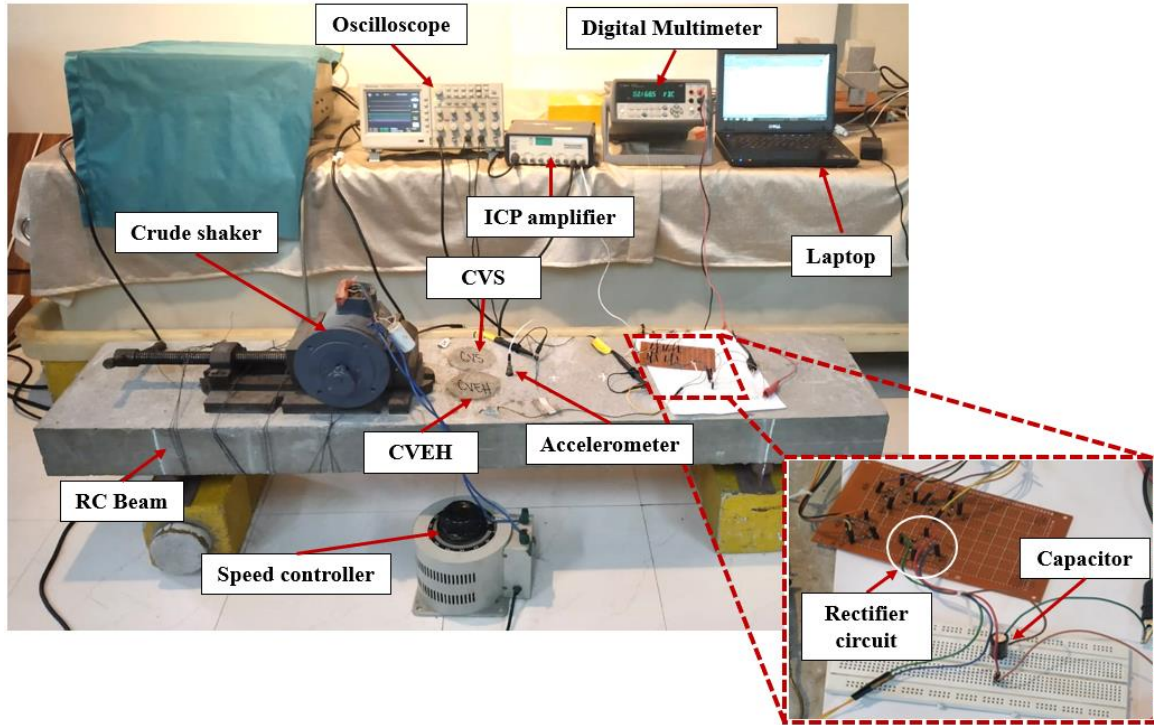 Oscilloscope
Digital Multimeter
ICP amplifier
Crude shaker
Laptop
CVS
CVS
CVEH
CVEH
Accelerometer
RC Beam
Speed controller
Capacitor
Rectifier
circuit
DELL